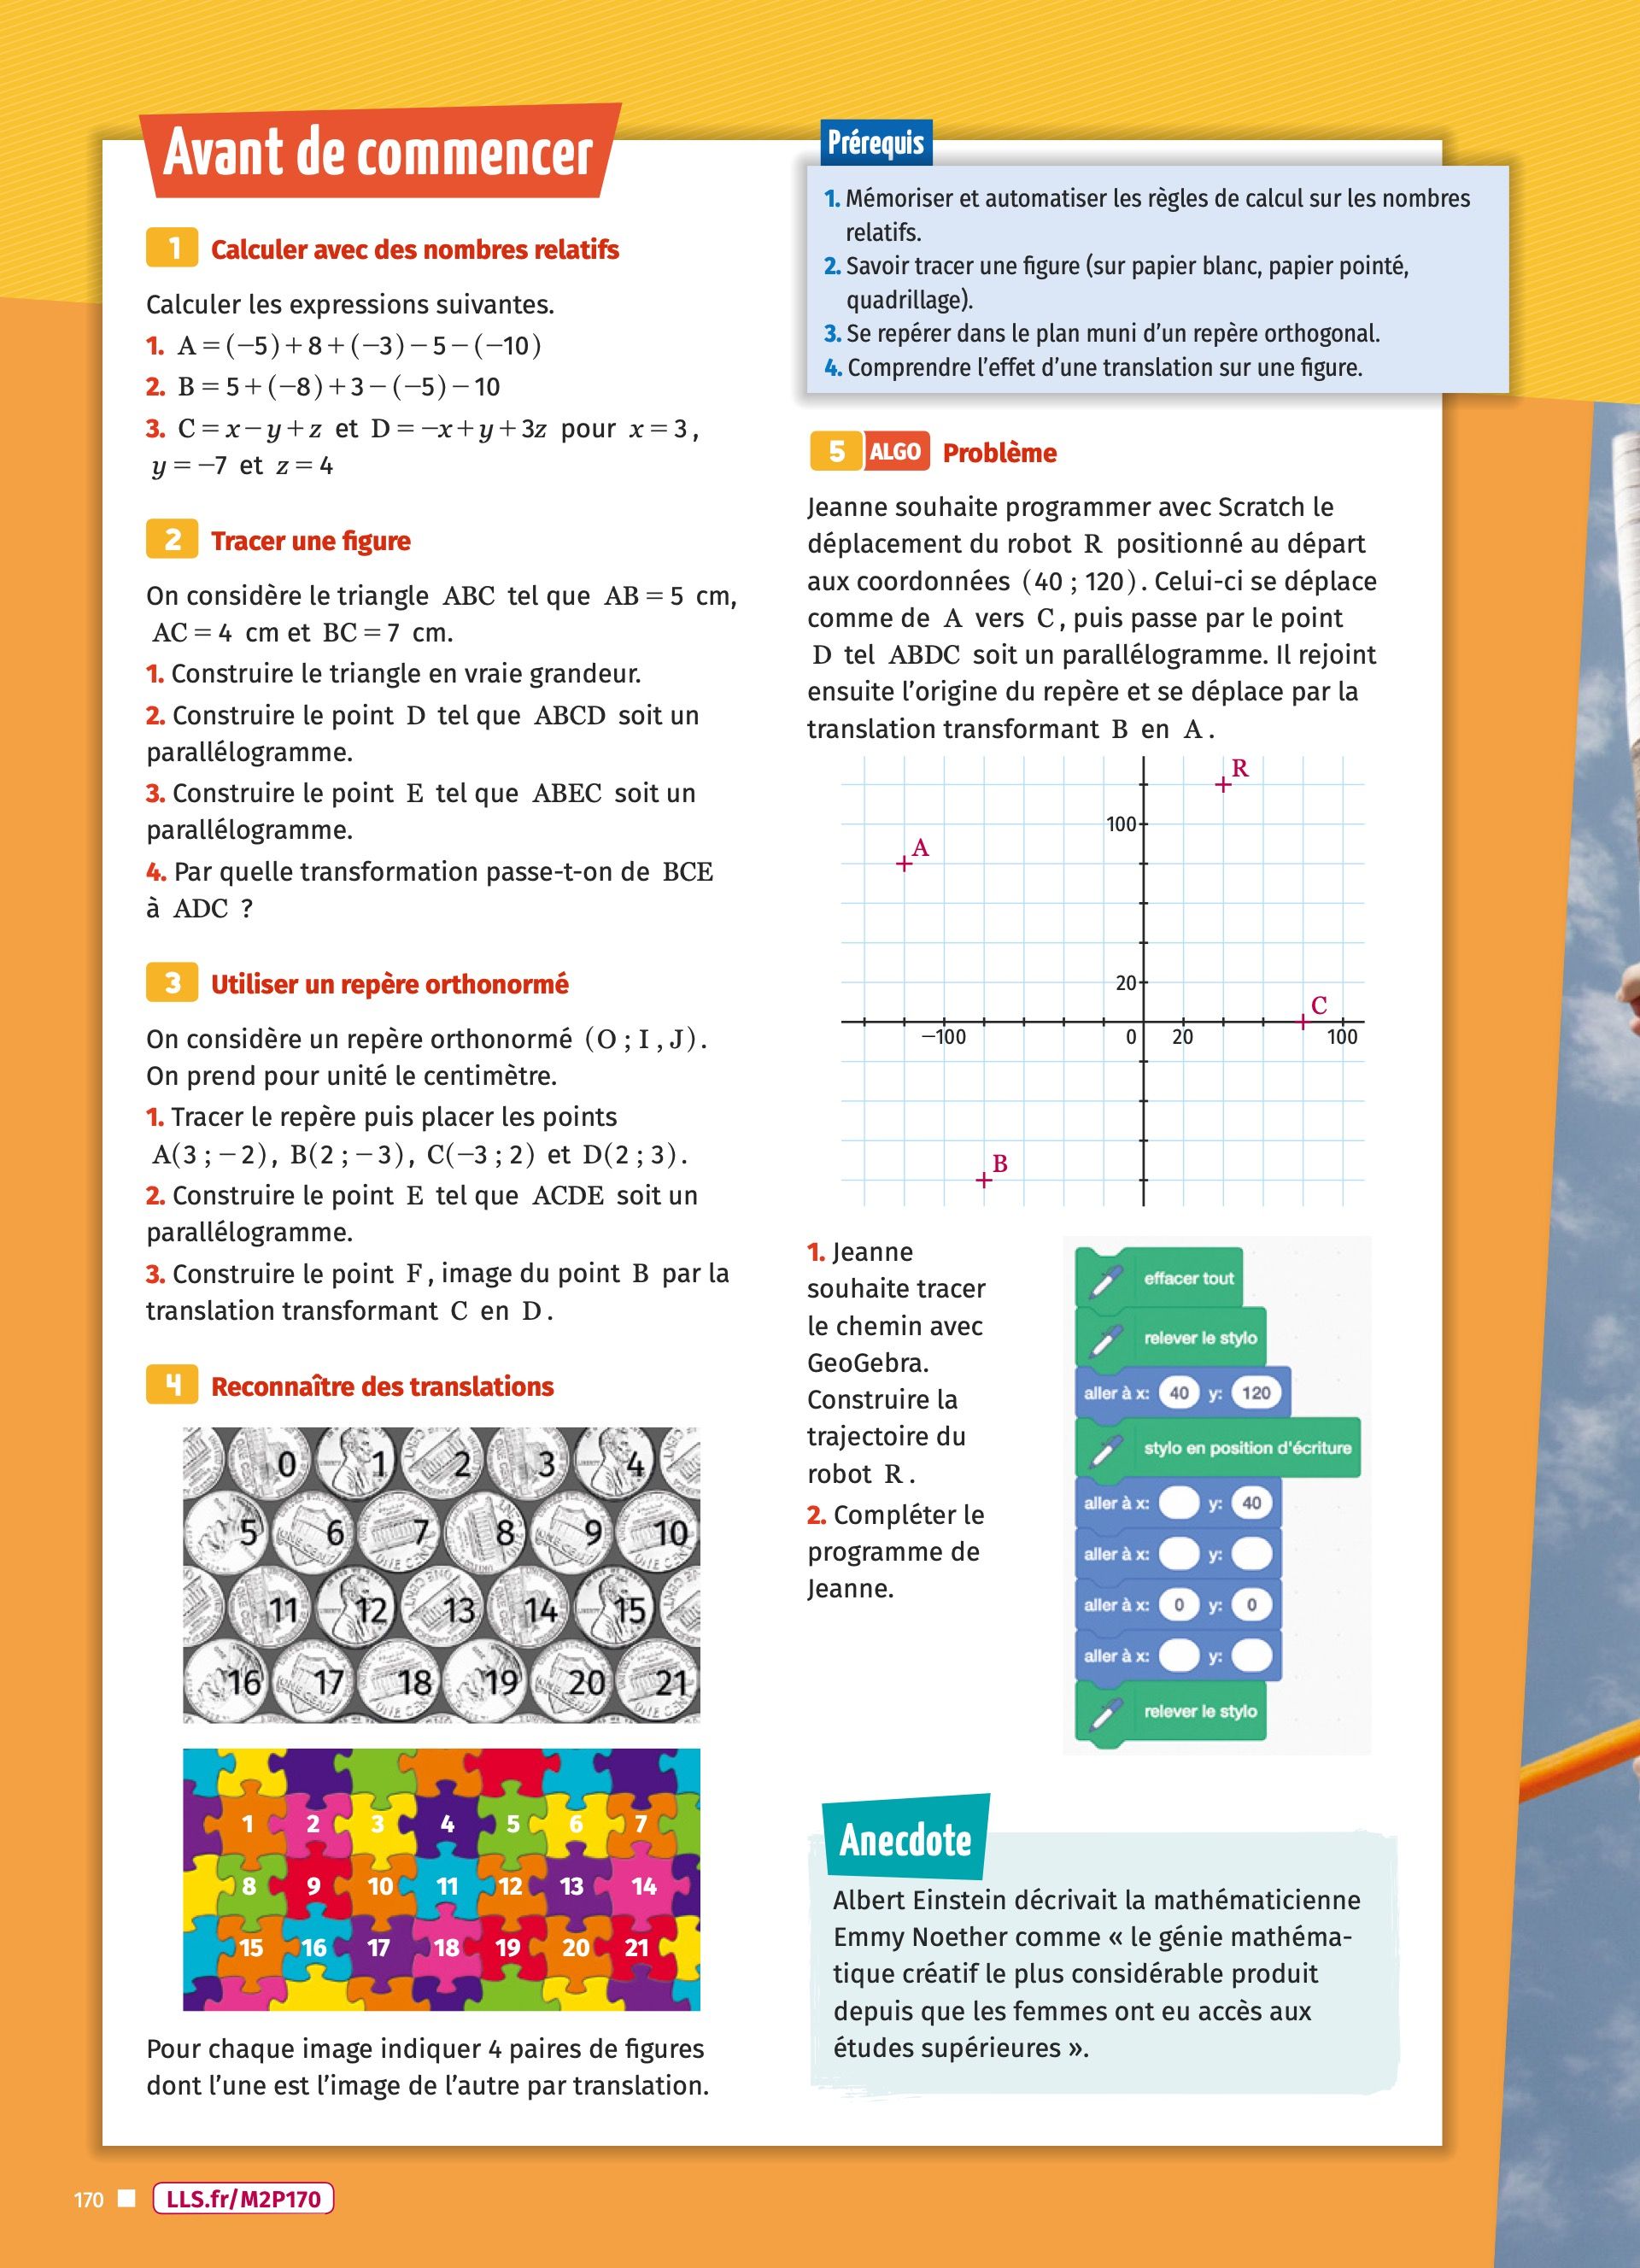 Avant de commencer
1 Calculer avec des nombres relatifs
Calculer les expressions suivantes.
1. A = (−5) + 8 + (−3) − 5 − (−10)
2. B = 5 + (−8) + 3 − (−5) − 10
3. C = x − y + z et D = −x + y + 3z pour x = 3,
y = −7 et z = 4
2 Tracer une figure
On considère le triangle ABC tel que AB = 5 cm,
AC = 4 cm et BC = 7 cm.
1. Construire le triangle en vraie grandeur.
2. Construire le point D tel que ABCD soit un
parallélogramme.
3. Construire le point E tel que ABEC soit un
parallélogramme.
4. Par quelle transformation passe-t-on de BCE
à ADC ?
3 Utiliser un repère orthonormé
On considère un repère orthonormé (O ; I , J).
On prend pour unité le centimètre.
1. Tracer le repère puis placer les points
A(3 ; −2), B(2 ; −3), C(−3 ; 2) et D(2 ; 3).
2. Construire le point E tel que ACDE soit un
parallélogramme.
3. Construire le point F, image du point B par la
translation transformant C en D.
4 Reconnaître des translations
0 1 2 3 4
5 6 7 8 9 10
11 12 13 14 15
16 17 18 19 20 21
1 2 3 4 5 6 7
8 9 10 11 12 13 14
15 16 17 18 19 20 21
Pour chaque image indiquer 4 paires de figures
dont l'une est l'image de l'autre par translation.
Prérequis
1. Mémoriser et automatiser les règles de calcul sur les nombres
relatifs.
2. Savoir tracer une figure (sur papier blanc, papier pointé,
quadrillage).
3. Se repérer dans le plan muni d'un repère orthogonal.
4. Comprendre l'effet d'une translation sur une figure.
5 ALGO Problème
Jeanne souhaite programmer avec Scratch le
déplacement du robot R positionné au départ
aux coordonnées (40 ; 120). Celui-ci se déplace
comme de A vers C, puis passe par le point
D tel ABDC soit un parallélogramme. Il rejoint
ensuite l'origine du repère et se déplace par la
translation transformant B en A.
R
100
A
20
C
−100 0 20 100
B
1. Jeanne
souhaite tracer
le chemin avec
GeoGebra.
Construire la
trajectoire du
robot R.
2. Compléter le
programme de
Jeanne.
effacer tout
relever le stylo
aller à x: 40 y: 120
stylo en position d'écriture
aller à x: y: 40
aller à x: y:
aller à x: 0 y: 0
aller à x: y:
relever le stylo
Anecdote
Albert Einstein décrivait la mathématicienne
Emmy Noether comme « le génie mathéma-
tique créatif le plus considérable produit
depuis que les femmes ont eu accès aux
études supérieures ».
170 LLS.fr/M2P170